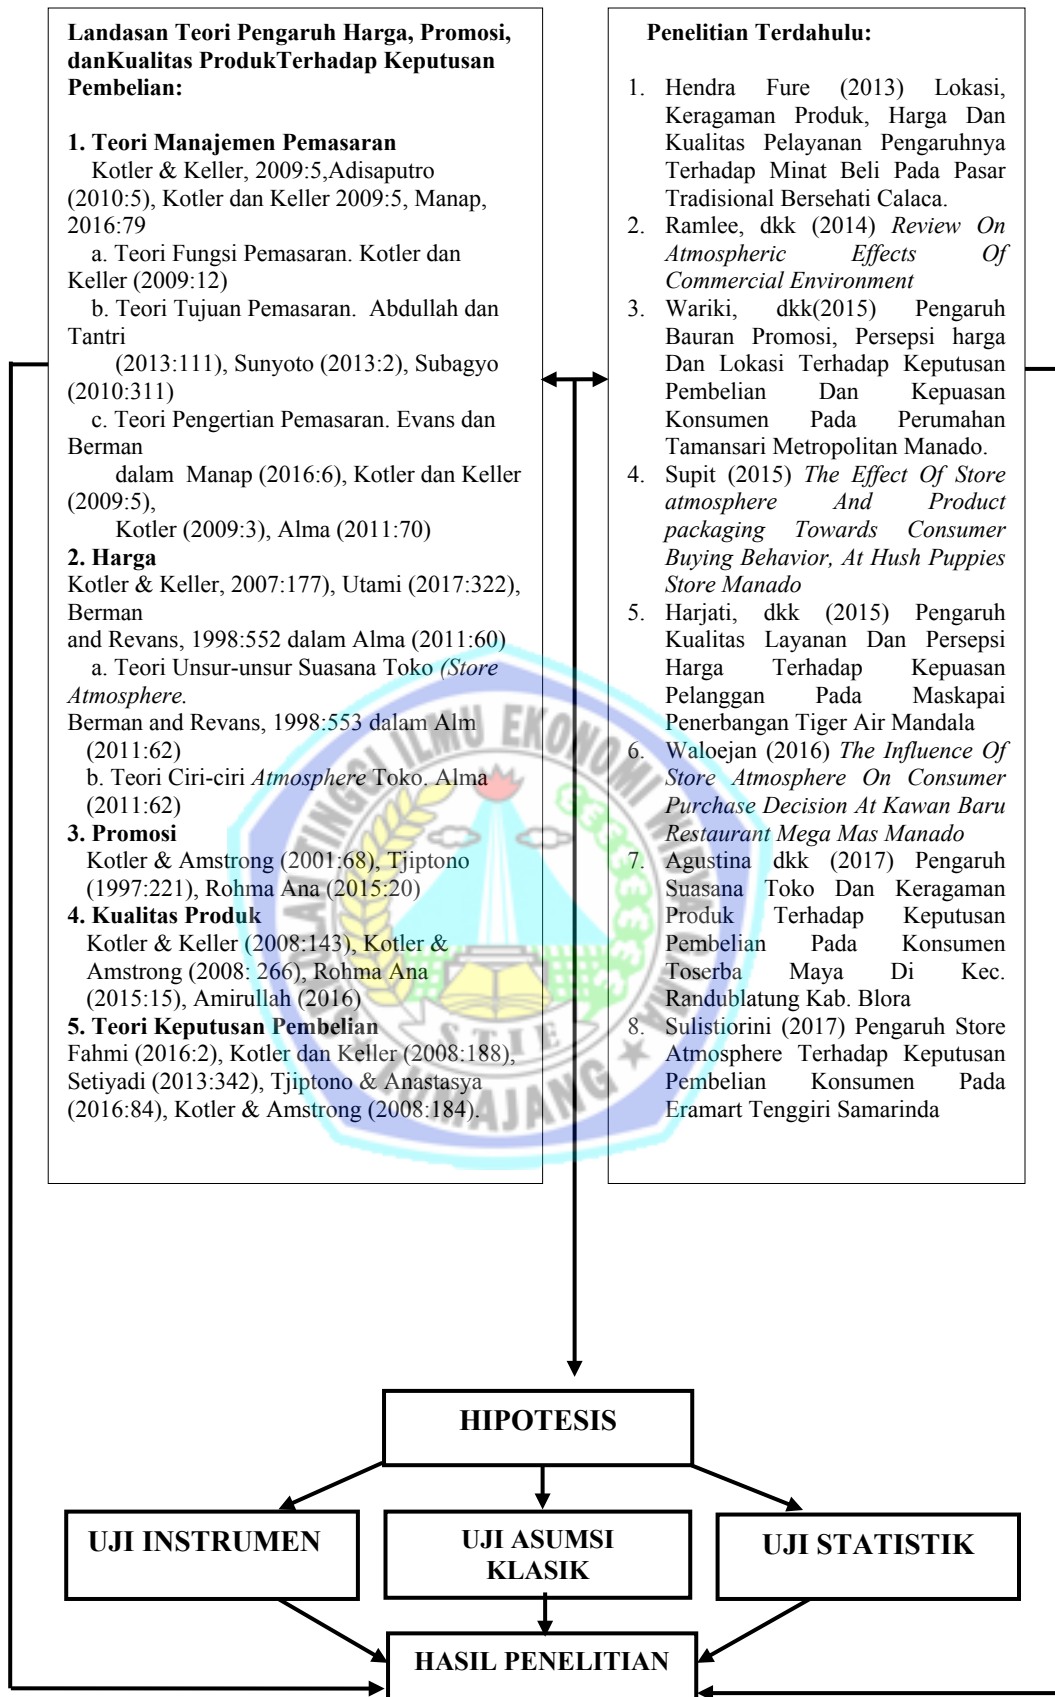 Landasan Teori Pengaruh Harga, Promosi,
danKualitas ProdukTerhadap Keputusan
Pembelian:
1. Teori Manajemen Pemasaran
Kotler & Keller, 2009:5,Adisaputro
(2010:5), Kotler dan Keller 2009:5, Manap,
2016:79
a. Teori Fungsi Pemasaran. Kotler dan
Keller (2009:12)
b. Teori Tujuan Pemasaran. Abdullah dan
Tantri
(2013:111), Sunyoto (2013:2), Subagyo
(2010:311)
c. Teori Pengertian Pemasaran. Evans dan
Berman
dalam Manap (2016:6), Kotler dan Keller
(2009:5),
Kotler (2009:3), Alma (2011:70)
2. Harga
Kotler & Keller, 2007:177), Utami (2017:322),
Berman
and Revans, 1998:552 dalam Alma (2011:60)
a. Teori Unsur-unsur Suasana Toko (Store
Atmosphere.
Berman and Revans, 1998:553 dalam Alm
(2011:62)
b. Teori Ciri-ciri Atmosphere Toko. Alma
(2011:62)
3. Promosi
Kotler & Amstrong (2001:68), Tjiptono
(1997:221), Rohma Ana (2015:20)
4. Kualitas Produk
Kotler & Keller (2008:143), Kotler &
Amstrong (2008: 266), Rohma Ana
(2015:15), Amirullah (2016)
5. Teori Keputusan Pembelian
Fahmi (2016:2), Kotler dan Keller (2008:188),
Setiyadi (2013:342), Tjiptono & Anastasya
(2016:84), Kotler & Amstrong (2008:184).
Penelitian Terdahulu:
1. Hendra Fure (2013) Lokasi,
Keragaman Produk, Harga Dan
Kualitas Pelayanan Pengaruhnya
Terhadap Minat Beli Pada Pasar
Tradisional Bersehati Calaca.
2. Ramlee, dkk (2014) Review On
Atmospheric Effects Of
Commercial Environment
3. Wariki, dkk(2015) Pengaruh
Bauran Promosi, Persepsi harga
Dan Lokasi Terhadap Keputusan
Pembelian Dan Kepuasan
Konsumen Pada Perumahan
Tamansari Metropolitan Manado.
4. Supit (2015) The Effect Of Store
atmosphere And Product
packaging Towards Consumer
Buying Behavior, At Hush Puppies
Store Manado
5. Harjati, dkk (2015) Pengaruh
Kualitas Layanan Dan Persepsi
Harga Terhadap Kepuasan
Pelanggan Pada Maskapai
Penerbangan Tiger Air Mandala
6. Waloejan (2016) The Influence Of
Store Atmosphere On Consumer
Purchase Decision At Kawan Baru
Restaurant Mega Mas Manado
7. Agustina dkk (2017) Pengaruh
Suasana Toko Dan Keragaman
Produk Terhadap Keputusan
Pembelian Pada Konsumen
Toserba Maya Di Kec.
Randublatung Kab. Blora
8. Sulistiorini (2017) Pengaruh Store
Atmosphere Terhadap Keputusan
Pembelian Konsumen Pada
Eramart Tenggiri Samarinda
SEKOLAH TINGGI ILMU EKONOMI WIDYA GAMA
STIE
LUMAJANG
HIPOTESIS
UJI INSTRUMEN
UJI ASUMSI
KLASIK
UJI STATISTIK
HASIL PENELITIAN